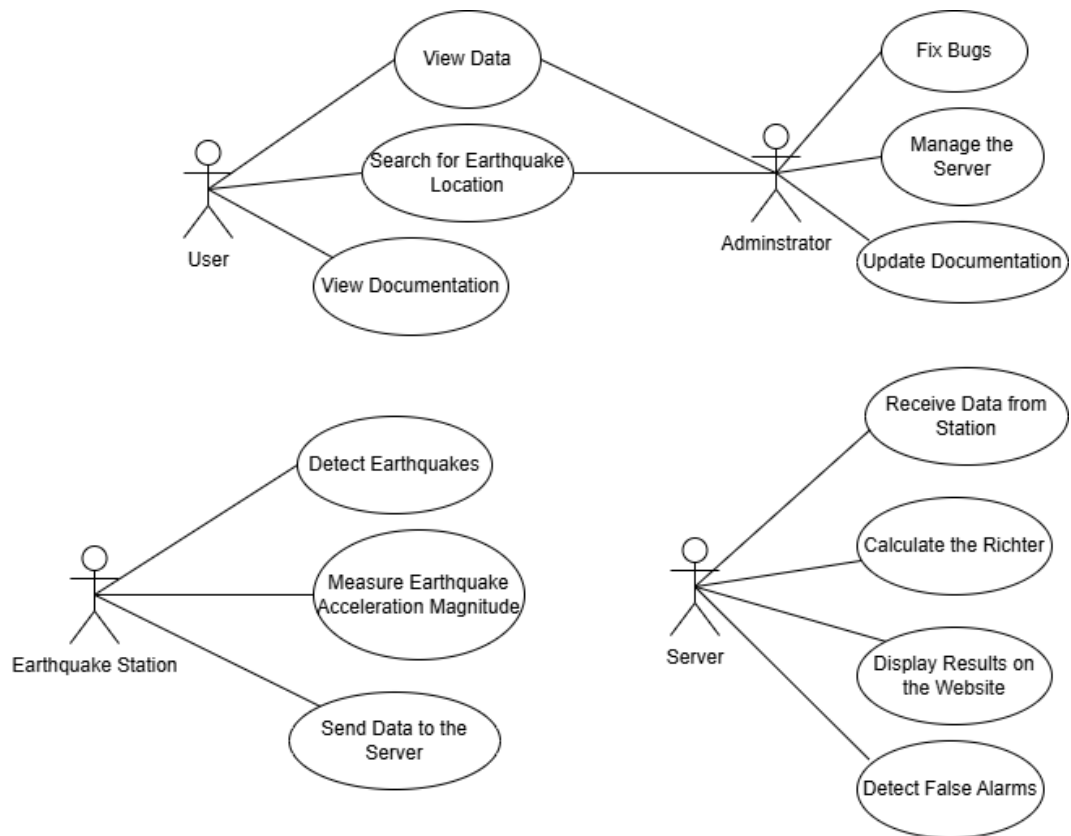 View Data
Fix Bugs
Search for Earthquake
Location
Manage the
Server
User
Adminstrator
View Documentation
Update Documentation
Receive Data from
Station
Detect Earthquakes
Calculate the Richter
Measure Earthquake
Acceleration Magnitude
Earthquake Station
Server
Display Results on
the Website
Send Data to the
Server
Detect False Alarms